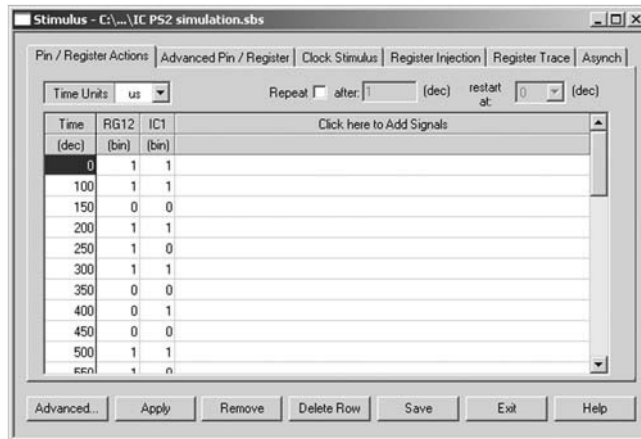 Stimulus - C:\...\IC PS2 simulation.sbs
Pin / Register Actions Advanced Pin / Register Clock Stimulus Register Injection Register Trace Asynch
Time Units us Repeat after: 1 (dec) restart at: 0 (dec)
Time RG12 IC1 Click here to Add Signals
(dec) (bin) (bin)
0 1 1
100 1 1
150 0 0
200 1 1
250 1 0
300 1 1
350 0 0
400 0 1
450 0 0
500 1 1
550 1 0
Advanced... Apply Remove Delete Row Save Exit Help